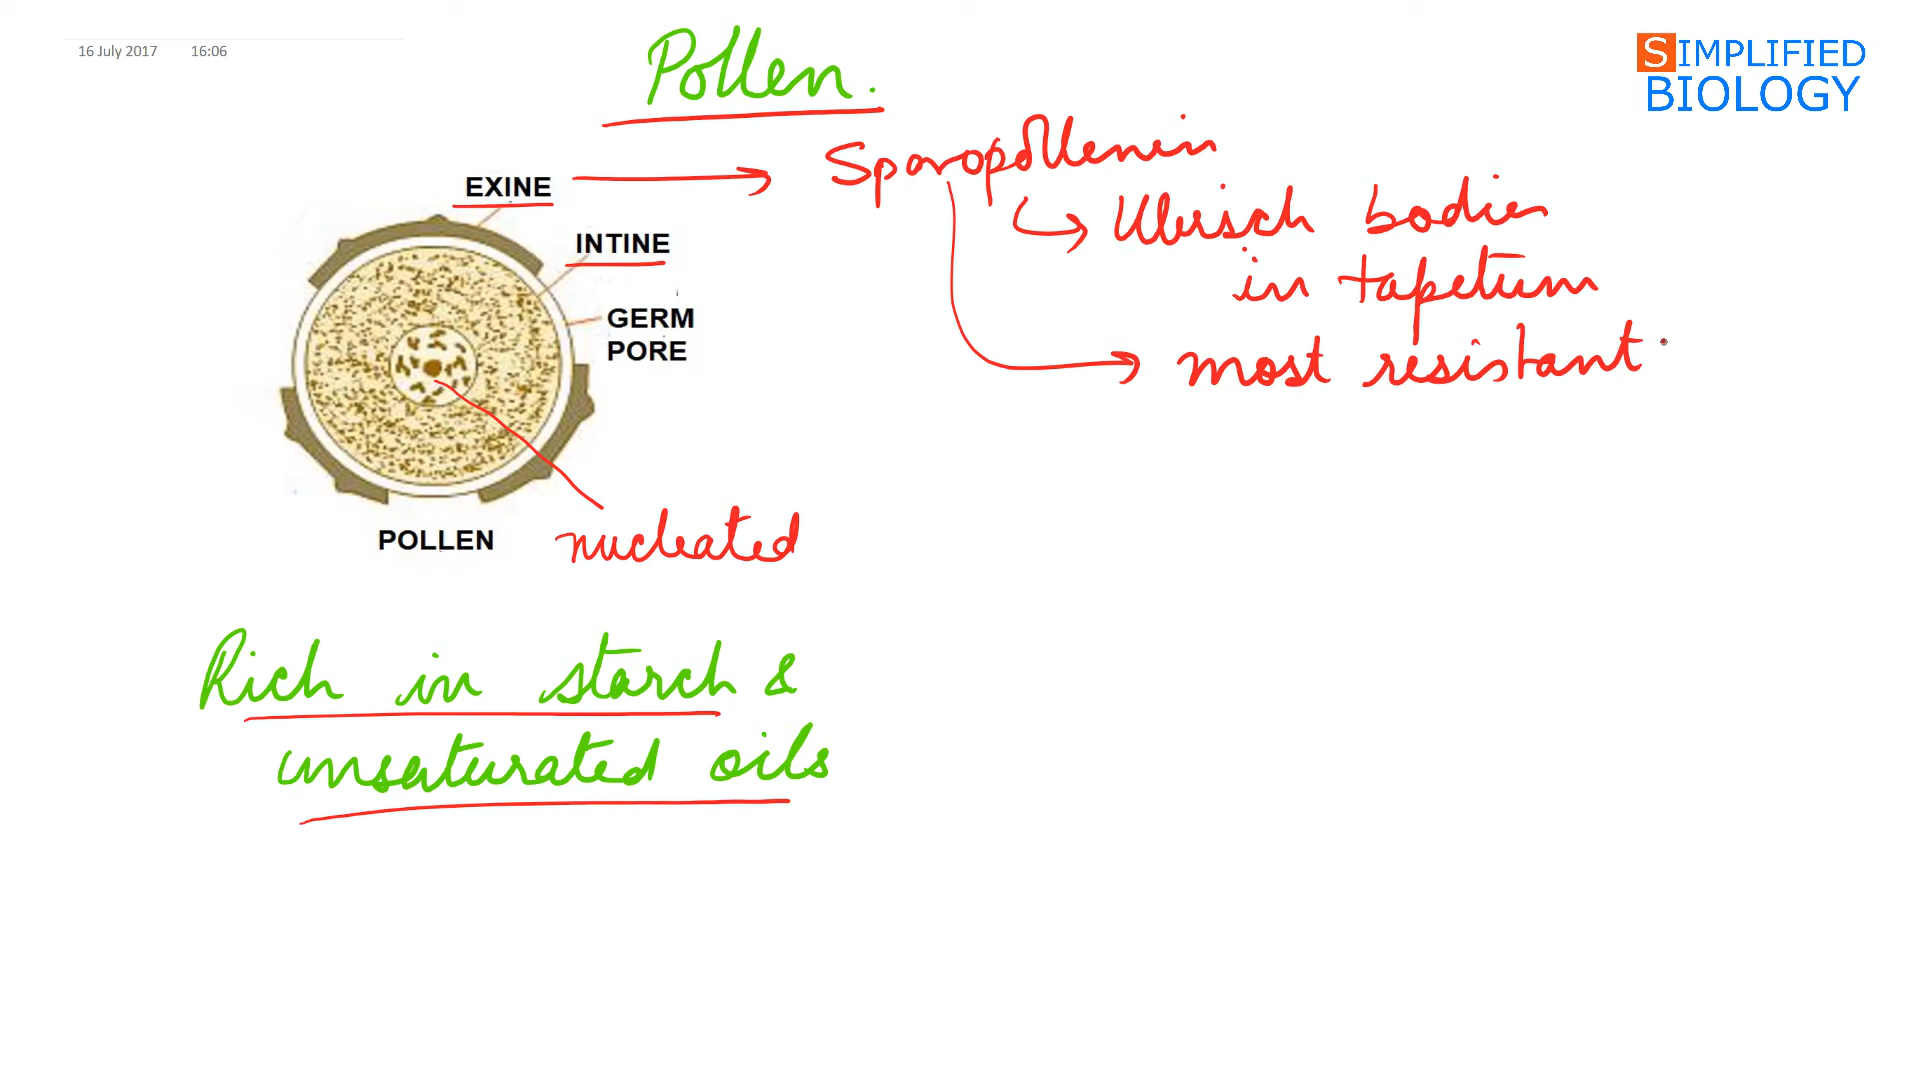 16 July 2017 16:06
Pollen.
SIMPLIFIED
BIOLOGY
EXINE
Sporopollenin
INTINE
Ubisch bodies
in tapetum
GERM
PORE
most resistant
POLLEN
nucleated
Rich in starch &
unsaturated oils